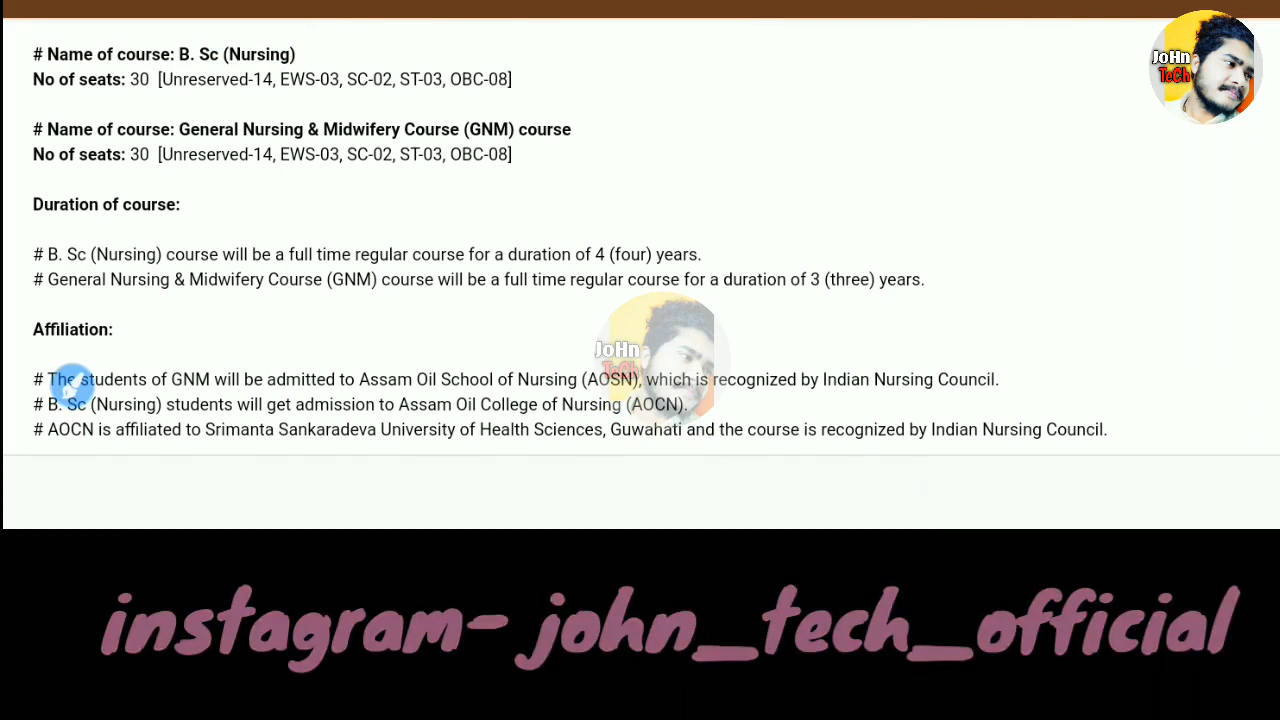 # Name of course: B. Sc (Nursing)
No of seats: 30 [Unreserved-14, EWS-03, SC-02, ST-03, OBC-08]
# Name of course: General Nursing & Midwifery Course (GNM) course
No of seats: 30 [Unreserved-14, EWS-03, SC-02, ST-03, OBC-08]
Duration of course:
# B. Sc (Nursing) course will be a full time regular course for a duration of 4 (four) years.
# General Nursing & Midwifery Course (GNM) course will be a full time regular course for a duration of 3 (three) years.
Affiliation:
# The students of GNM will be admitted to Assam Oil School of Nursing (AOSN), which is recognized by Indian Nursing Council.
# B. Sc (Nursing) students will get admission to Assam Oil College of Nursing (AOCN).
# AOCN is affiliated to Srimanta Sankaradeva University of Health Sciences, Guwahati and the course is recognized by Indian Nursing Council.
JoHn
TeCh
JoHn
TeCh
instagram- john_tech_official